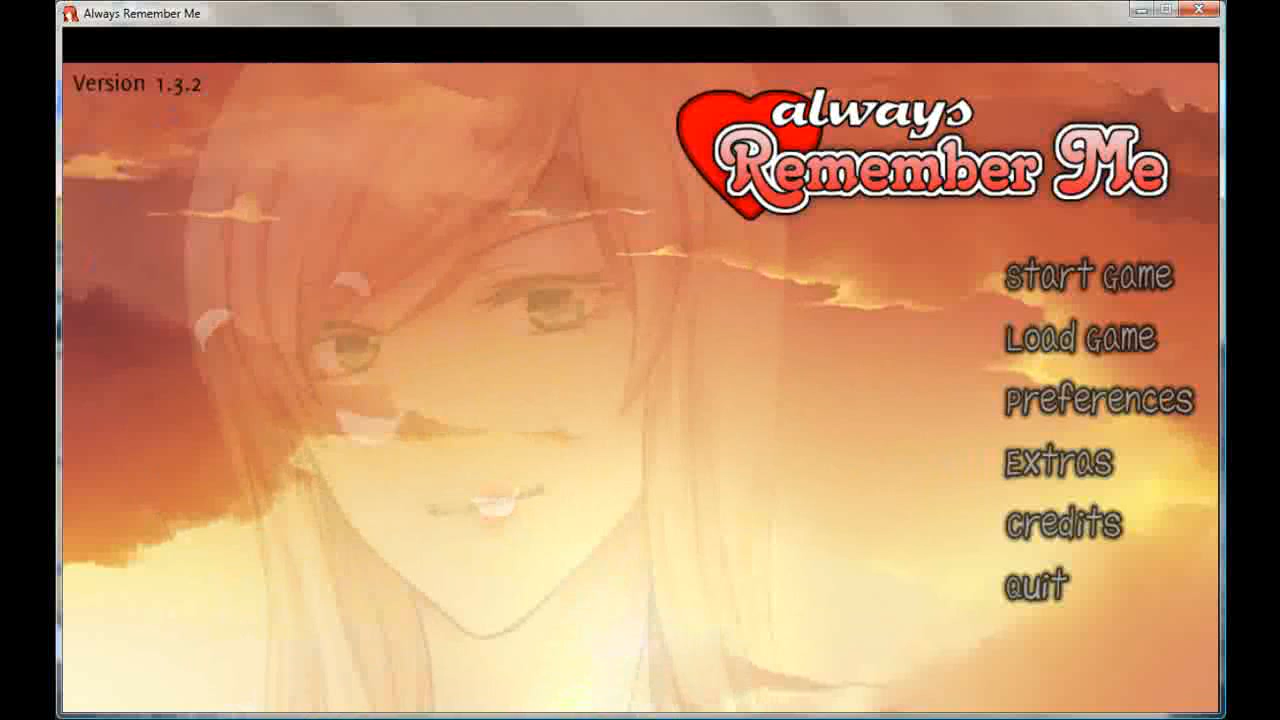 Always Remember Me
Version 1.3.2
always
Remember Me
Start Game
Load Game
Preferences
Extras
Credits
Quit